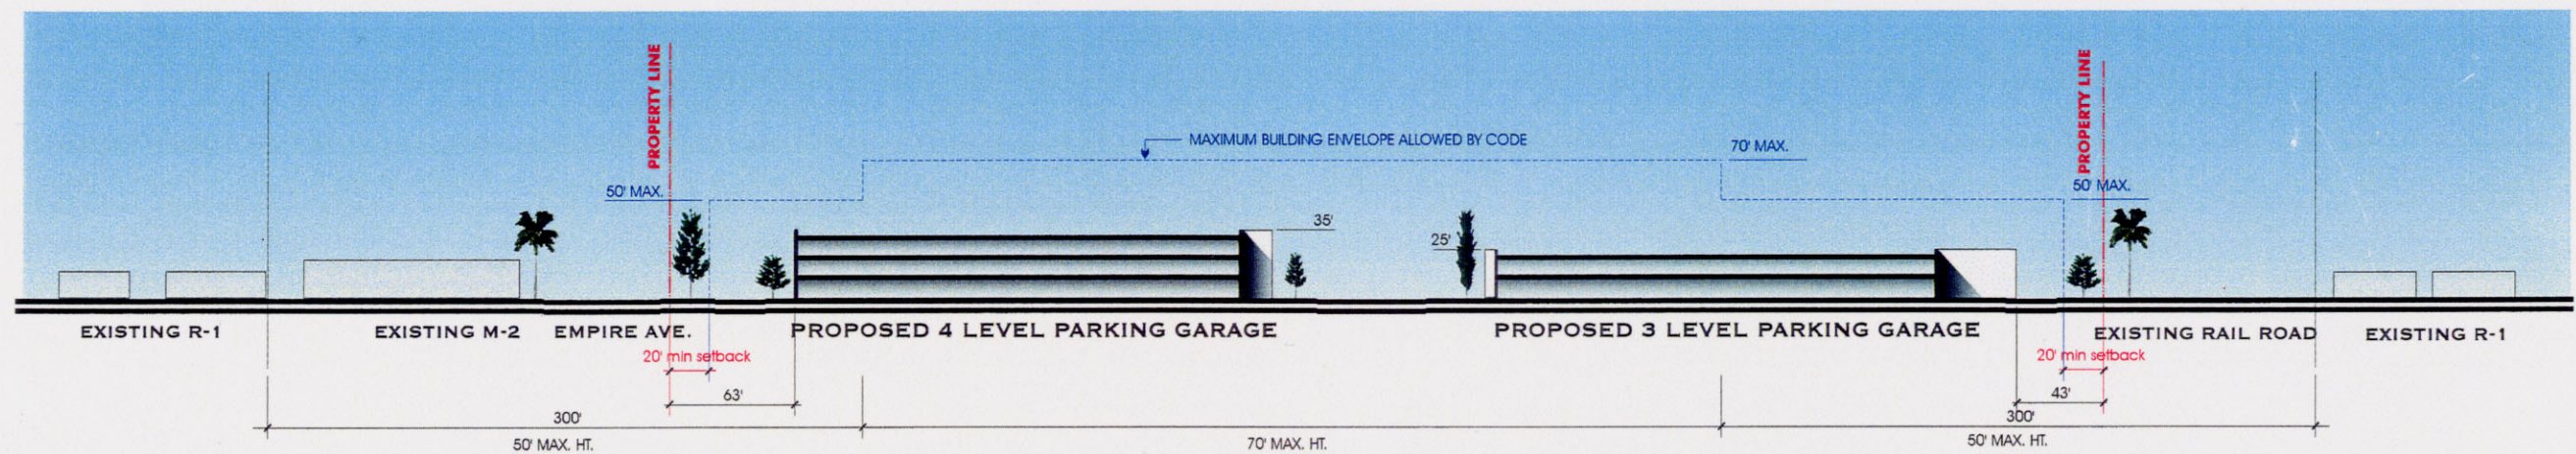 PROPERTY LINE
PROPERTY LINE
MAXIMUM BUILDING ENVELOPE ALLOWED BY CODE
70' MAX.
50' MAX.
50' MAX.
35'
25'
EXISTING R-1
EXISTING M-2
EMPIRE AVE.
PROPOSED 4 LEVEL PARKING GARAGE
PROPOSED 3 LEVEL PARKING GARAGE
EXISTING RAIL ROAD
EXISTING R-1
20' min setback
20' min setback
63'
43'
300'
300'
50' MAX. HT.
70' MAX. HT.
50' MAX. HT.